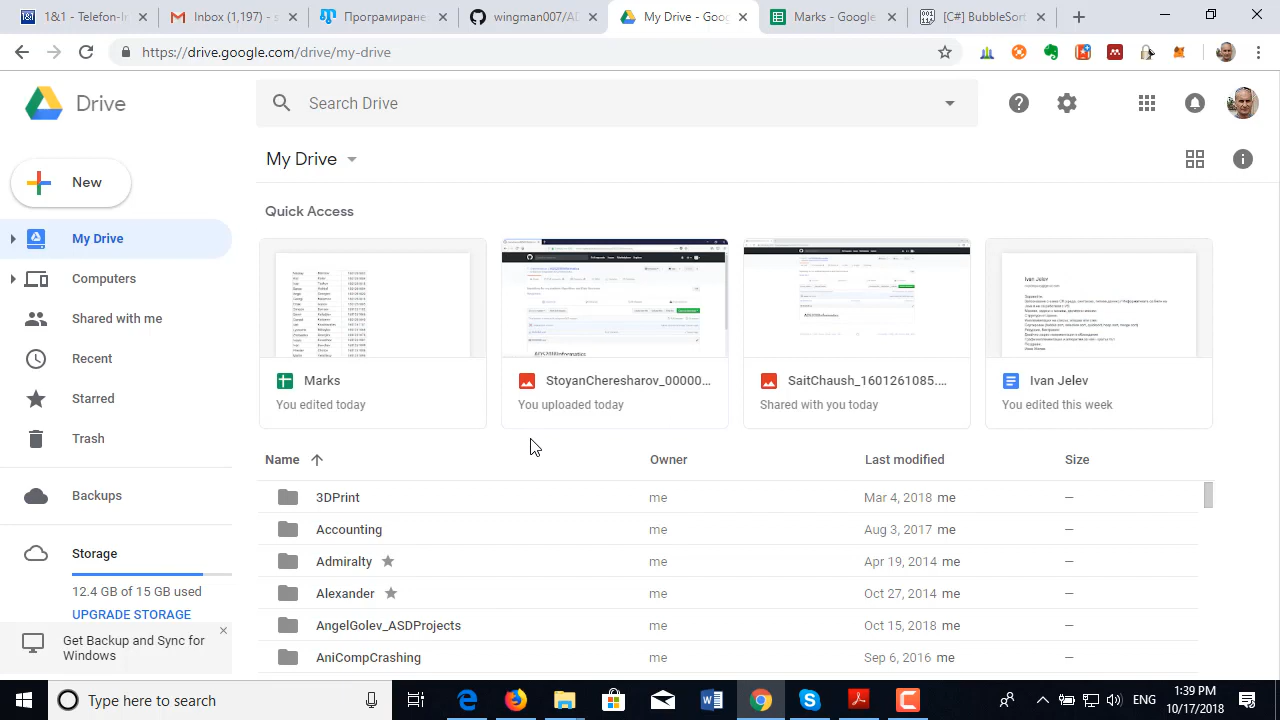 1&1 - Telefon-I
Inbox (1,197) - s
Програмиране
wingman007/AD
My Drive - Goo
Marks - Google
[C#] BubbleSort
https://drive.google.com/drive/my-drive
Drive
Search Drive
New
My Drive
My Drive
Computers
Shared with me
Recent
Starred
Trash
Backups
Storage
12.4 GB of 15 GB used
UPGRADE STORAGE
Get Backup and Sync for
Windows
Quick Access
Ivan Jelev
Marks
You edited today
StoyanCheresharov_00000...
You uploaded today
SaitChaush_1601261085....
Shared with you today
Ivan Jelev
You edited this week
Name Owner Last modified Size
3DPrint me Mar 4, 2018 me —
Accounting me Aug 3, 2017 me —
Admiralty me Apr 19, 2014 me —
Alexander me Oct 27, 2014 me —
AngelGolev_ASDProjects me Oct 15, 2018 me —
AniCompCrashing me Sep 6, 2016 me —
Type here to search
ENG
1:39 PM
10/17/2018